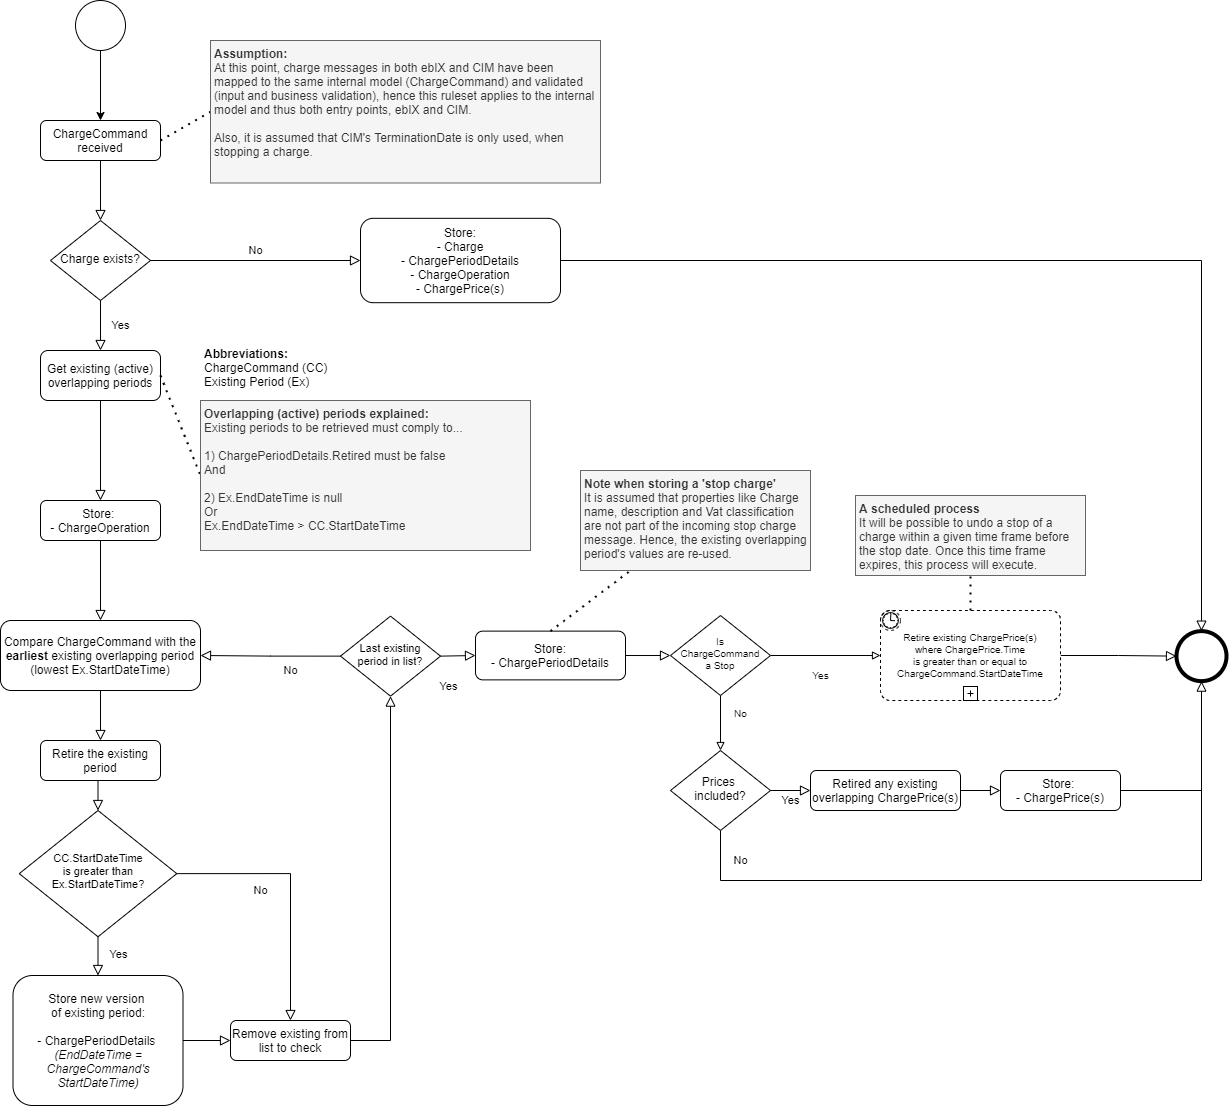 Assumption:
At this point, charge messages in both ebIX and CIM have been
mapped to the same internal model (ChargeCommand) and validated
(input and business validation), hence this ruleset applies to the internal
model and thus both entry points, ebIX and CIM.
Also, it is assumed that CIM's TerminationDate is only used, when
stopping a charge.
ChargeCommand
received
Charge exists?
No
Store:
- Charge
- ChargePeriodDetails
- ChargeOperation
- ChargePrice(s)
Yes
Get existing (active)
overlapping periods
Abbreviations:
ChargeCommand (CC)
Existing Period (Ex)
Overlapping (active) periods explained:
Existing periods to be retrieved must comply to...
1) ChargePeriodDetails.Retired must be false
And
2) Ex.EndDateTime is null
Or
Ex.EndDateTime > CC.StartDateTime
Store:
- ChargeOperation
Note when storing a 'stop charge'
It is assumed that properties like Charge
name, description and Vat classification
are not part of the incoming stop charge
message. Hence, the existing overlapping
period's values are re-used.
A scheduled process
It will be possible to undo a stop of a
charge within a given time frame before
the stop date. Once this time frame
expires, this process will execute.
Compare ChargeCommand with the
earliest existing overlapping period
(lowest Ex.StartDateTime)
No
Last existing
period in list?
Yes
Store:
- ChargePeriodDetails
Is
ChargeCommand
a Stop
Yes
Retire existing ChargePrice(s)
where ChargePrice.Time
is greater than or equal to
ChargeCommand.StartDateTime
No
Retire the existing
period
Prices
included?
Yes
Retired any existing
overlapping ChargePrice(s)
Store:
- ChargePrice(s)
No
CC.StartDateTime
is greater than
Ex.StartDateTime?
No
Yes
Store new version
of existing period:
- ChargePeriodDetails
(EndDateTime =
ChargeCommand's
StartDateTime)
Remove existing from
list to check